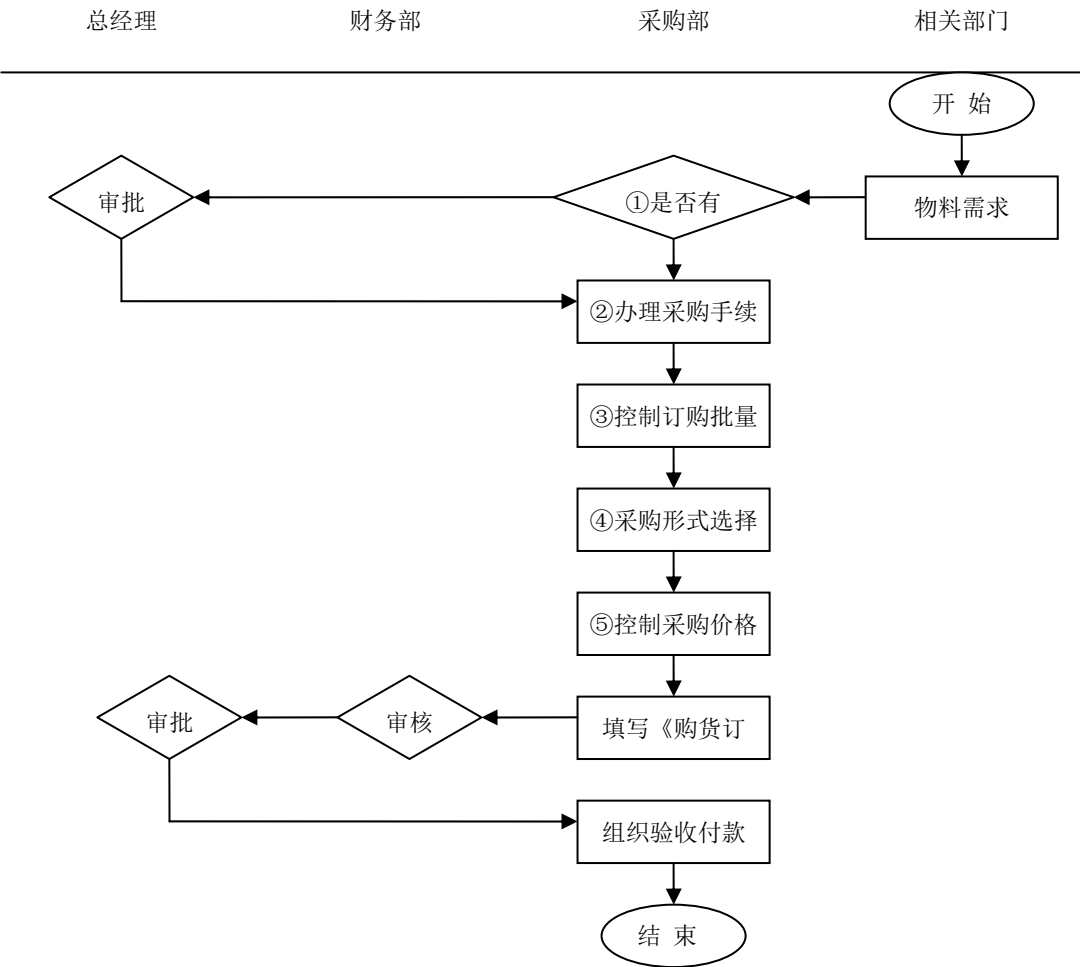 总经理 财务部 采购部 相关部门
开 始
审批 ①是否有 物料需求
②办理采购手续
③控制订购批量
④采购形式选择
⑤控制采购价格
审批 审核 填写《购货订
组织验收付款
结 束